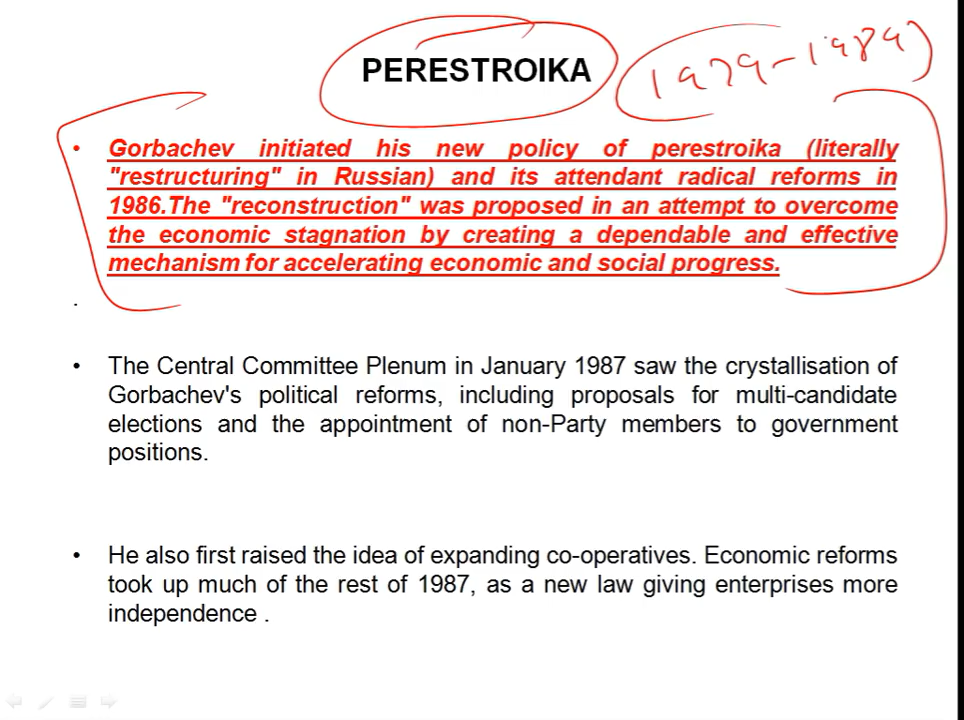 PERESTROIKA
1979-1989)
• Gorbachev initiated his new policy of perestroika (literally
"restructuring" in Russian) and its attendant radical reforms in
1986.The "reconstruction" was proposed in an attempt to overcome
the economic stagnation by creating a dependable and effective
mechanism for accelerating economic and social progress.
.
• The Central Committee Plenum in January 1987 saw the crystallisation of
Gorbachev's political reforms, including proposals for multi-candidate
elections and the appointment of non-Party members to government
positions.
• He also first raised the idea of expanding co-operatives. Economic reforms
took up much of the rest of 1987, as a new law giving enterprises more
independence .